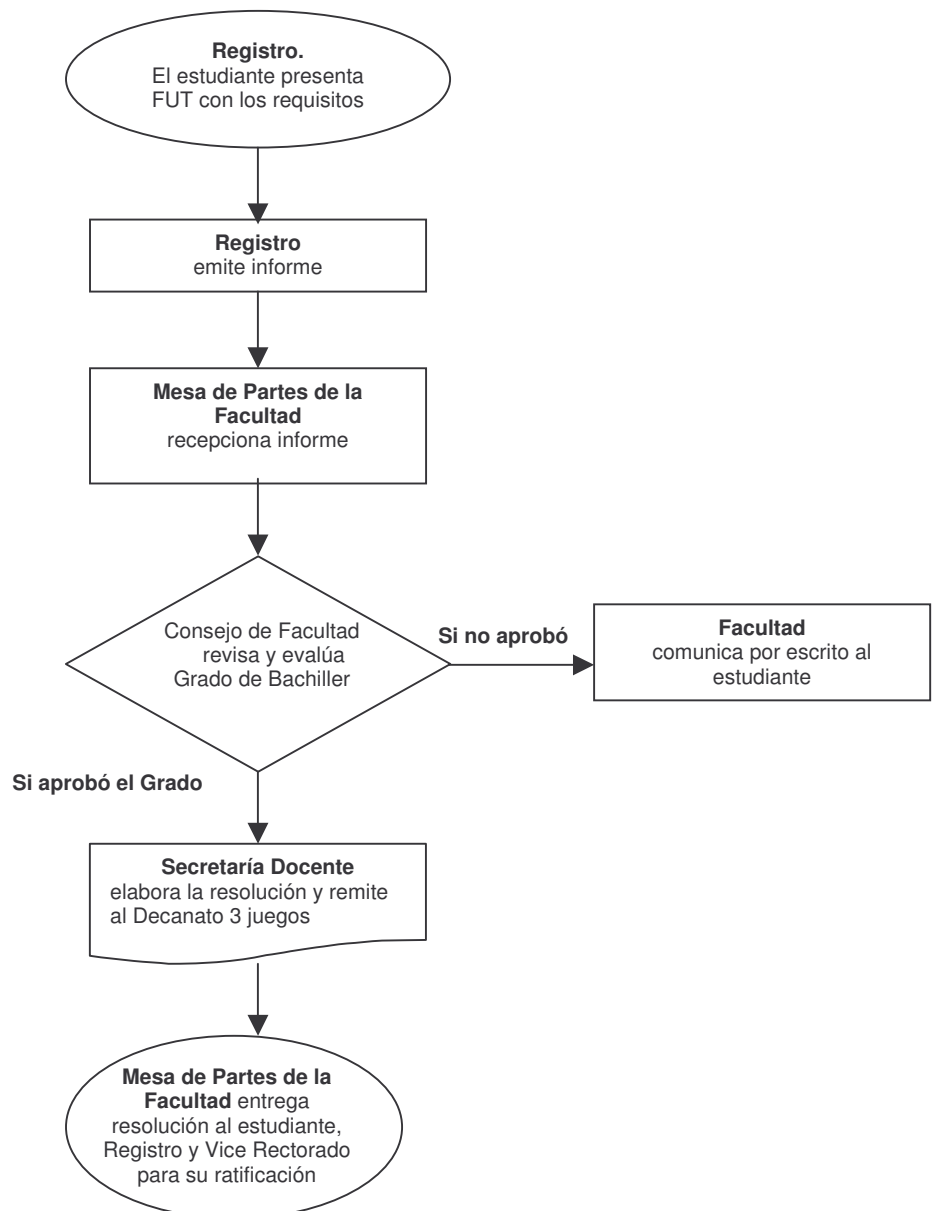 Registro.
El estudiante presenta
FUT con los requisitos
Registro
emite informe
Mesa de Partes de la
Facultad
recepciona informe
Consejo de Facultad
revisa y evalúa
Grado de Bachiller
Si no aprobó
Facultad
comunica por escrito al
estudiante
Si aprobó el Grado
Secretaría Docente
elabora la resolución y remite
al Decanato 3 juegos
Mesa de Partes de la
Facultad entrega
resolución al estudiante,
Registro y Vice Rectorado
para su ratificación